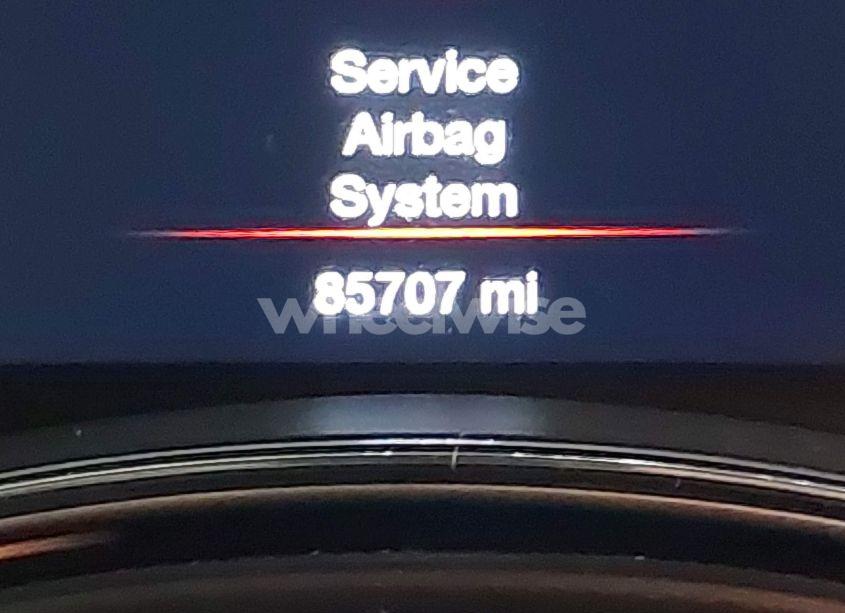 Service
Airbag
System
85707 mi
wheelwise